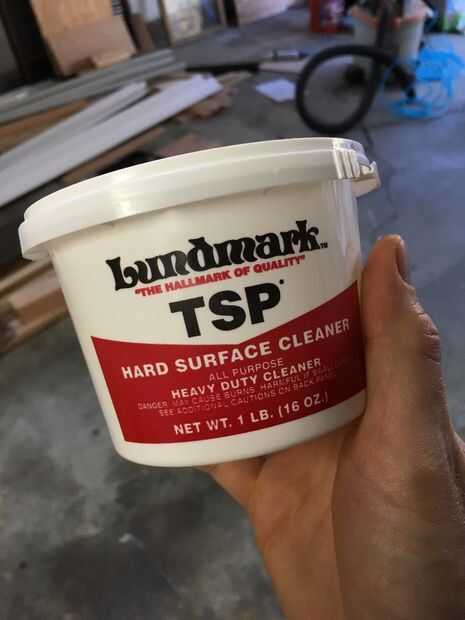 Lundmark™
"THE HALLMARK OF QUALITY"
TSP
HARD SURFACE CLEANER
ALL PURPOSE
HEAVY DUTY CLEANER
DANGER: MAY CAUSE BURNS. HARMFUL IF
SEE ADDITIONAL CAUTIONS ON BACK PANEL
NET WT. 1 LB. (16 OZ.)